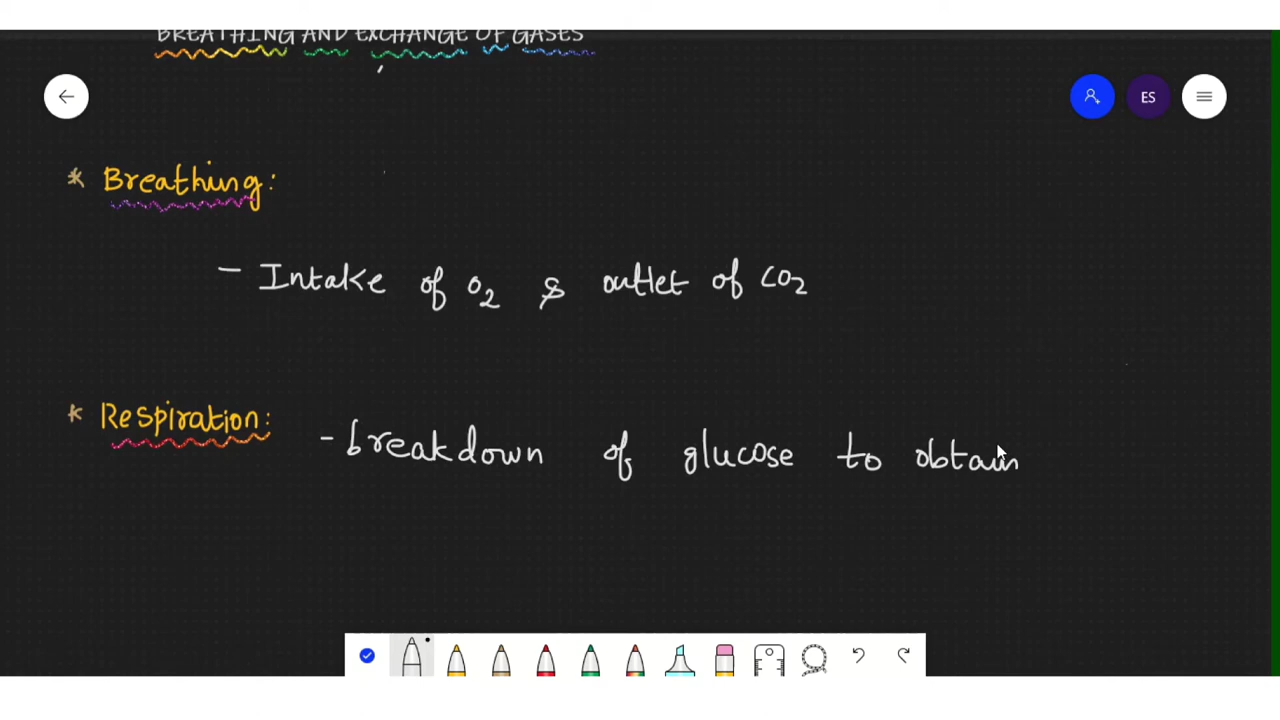 BREATHING AND EXCHANGE OF GASES
ES
* Breathing:
- Intake of O2 & outlet of CO2
* Respiration: - breakdown of glucose to obtain